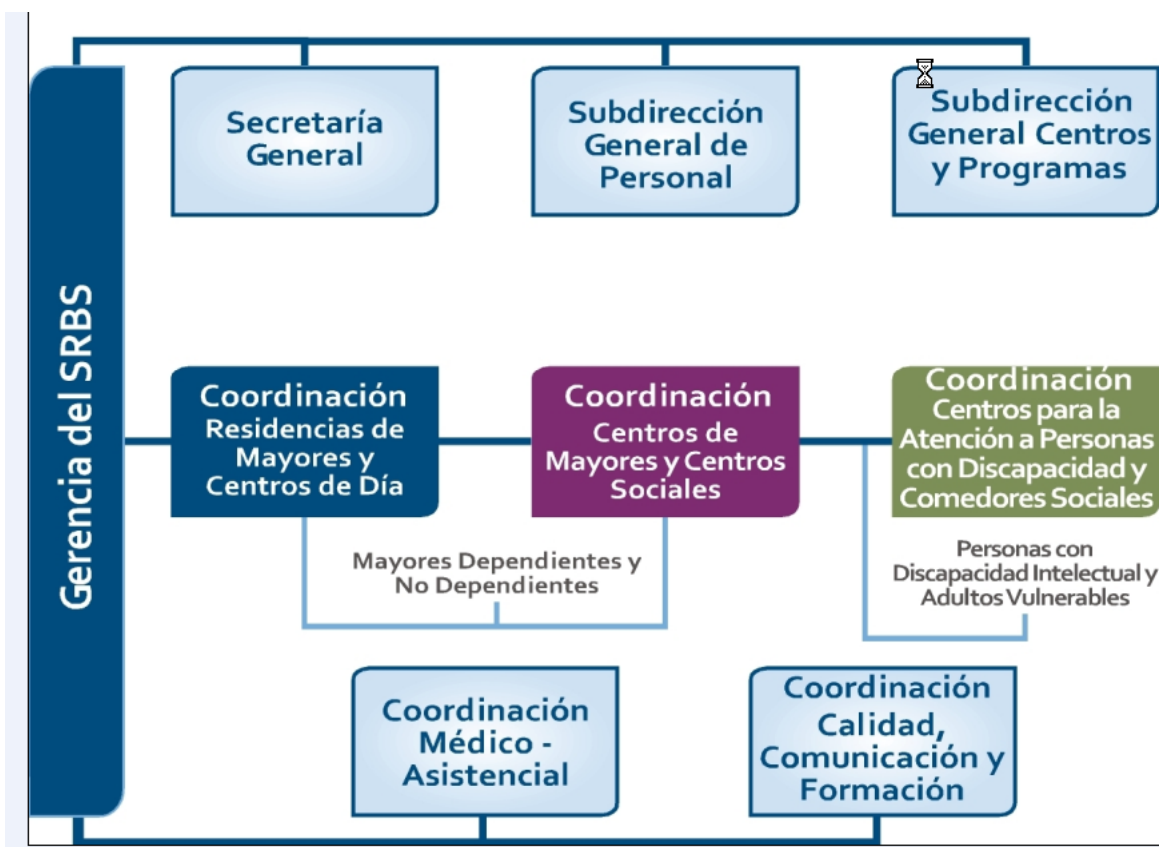 Gerencia del SRBS
Secretaría
General
Subdirección
General de
Personal
Subdirección
General Centros
y Programas
Coordinación
Residencias de
Mayores y
Centros de Día
Coordinación
Centros de
Mayores y Centros
Sociales
Coordinación
Centros para la
Atención a Personas
con Discapacidad y
Comedores Sociales
Mayores Dependientes y
No Dependientes
Personas con
Discapacidad Intelectual y
Adultos Vulnerables
Coordinación
Médico -
Asistencial
Coordinación
Calidad,
Comunicación y
Formación